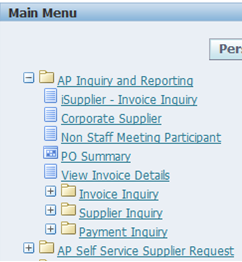 Main Menu
Per
AP Inquiry and Reporting
iSupplier - Invoice Inquiry
Corporate Supplier
Non Staff Meeting Participant
PO Summary
View Invoice Details
Invoice Inquiry
Supplier Inquiry
Payment Inquiry
AP Self Service Supplier Request